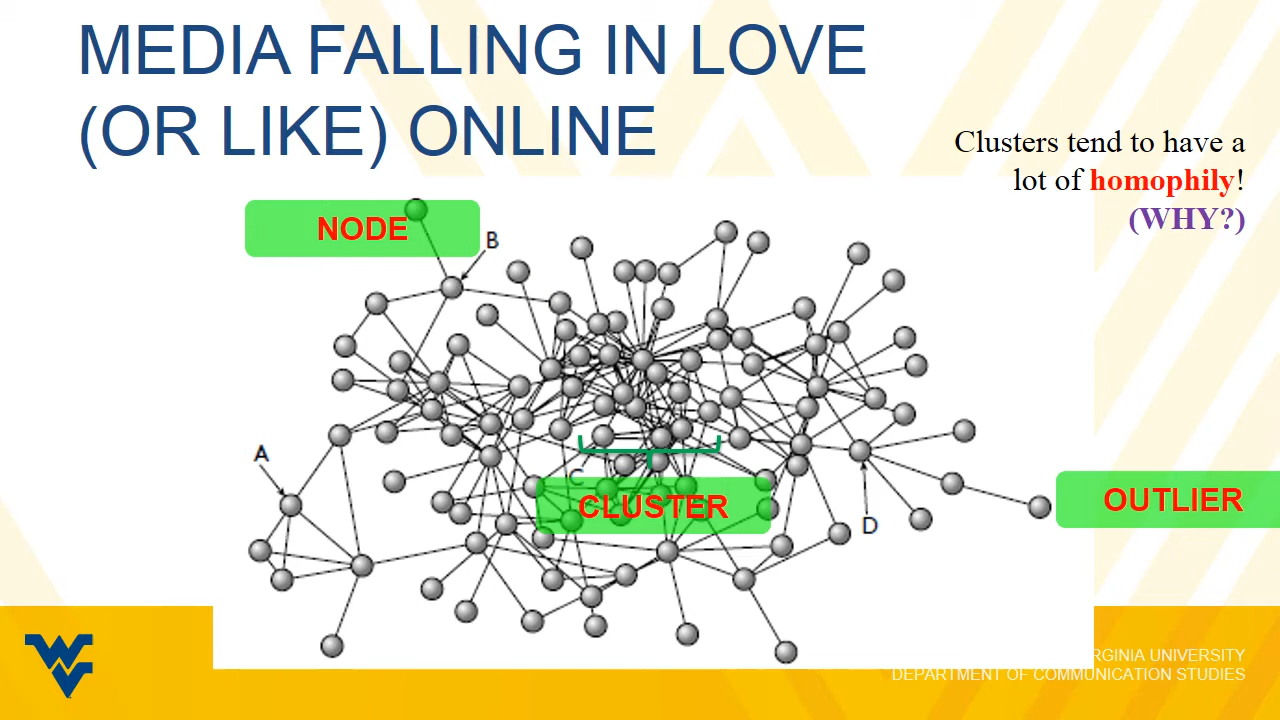 MEDIA FALLING IN LOVE
(OR LIKE) ONLINE
Clusters tend to have a
lot of homophily!
(WHY?)
NODE
B
A
C
CLUSTER
OUTLIER
D
UNIVERSITY
DEPARTMENT OF COMMUNICATION STUDIES